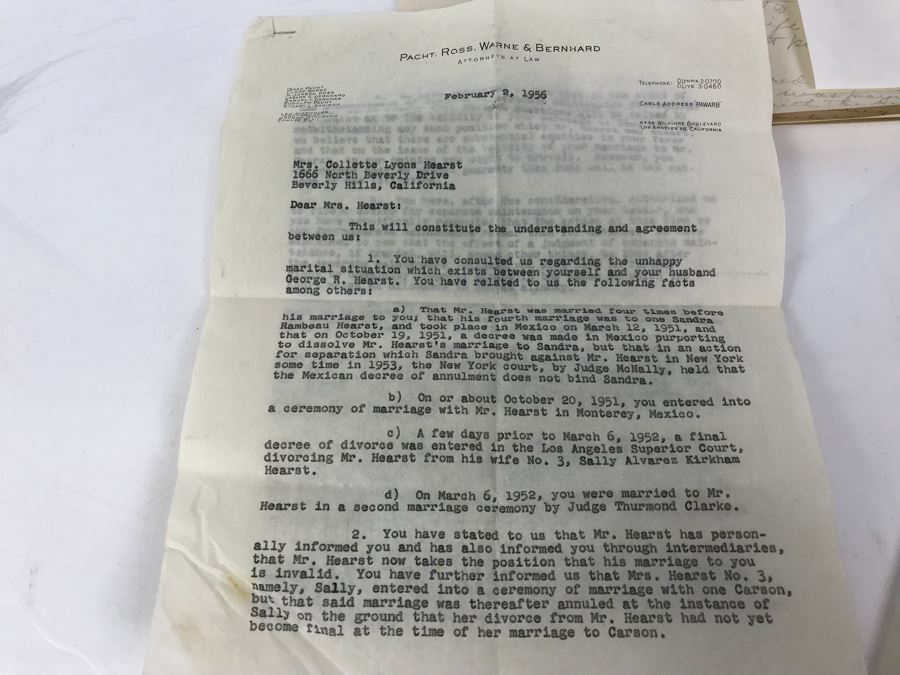 PACHT, ROSS, WARNE & BERNHARD
ATTORNEYS AT LAW
TELEPHONE: OLYMPIA 2-0700
OLIVE 3-0460
February 2, 1956
CABLE ADDRESS "PAWARB"
WILSHIRE BOULEVARD
LOS ANGELES 48, CALIFORNIA
Mrs. Collette Lyons Hearst
1666 North Beverly Drive
Beverly Hills, California
Dear Mrs. Hearst:
This will constitute the understanding and agreement
between us:
1. You have consulted us regarding the unhappy
marital situation which exists between yourself and your husband
George R. Hearst. You have related to us the following facts
among others:
a) That Mr. Hearst was married four times before
his marriage to you; that his fourth marriage was to one Sandra
Rambeau Hearst, and took place in Mexico on March 12, 1951, and
that on October 19, 1951, a decree was made in Mexico purporting
to dissolve Mr. Hearst's marriage to Sandra, but that in an action
for separation which Sandra brought against Mr. Hearst in New York
some time in 1953, the New York court, by Judge McNally, held that
the Mexican decree of annulment does not bind Sandra.
b) On or about October 20, 1951, you entered into
a ceremony of marriage with Mr. Hearst in Monterey, Mexico.
c) A few days prior to March 6, 1952, a final
decree of divorce was entered in the Los Angeles Superior Court,
divorcing Mr. Hearst from his wife No. 3, Sally Alvarez Kirkham
Hearst.
d) On March 6, 1952, you were married to Mr.
Hearst in a second marriage ceremony by Judge Thurmond Clarke.
2. You have stated to us that Mr. Hearst has person-
ally informed you and has also informed you through intermediaries,
that Mr. Hearst now takes the position that his marriage to you
is invalid. You have further informed us that Mrs. Hearst No. 3,
namely, Sally, entered into a ceremony of marriage with one Carson,
but that said marriage was thereafter annuled at the instance of
Sally on the ground that her divorce from Mr. Hearst had not yet
become final at the time of her marriage to Carson.